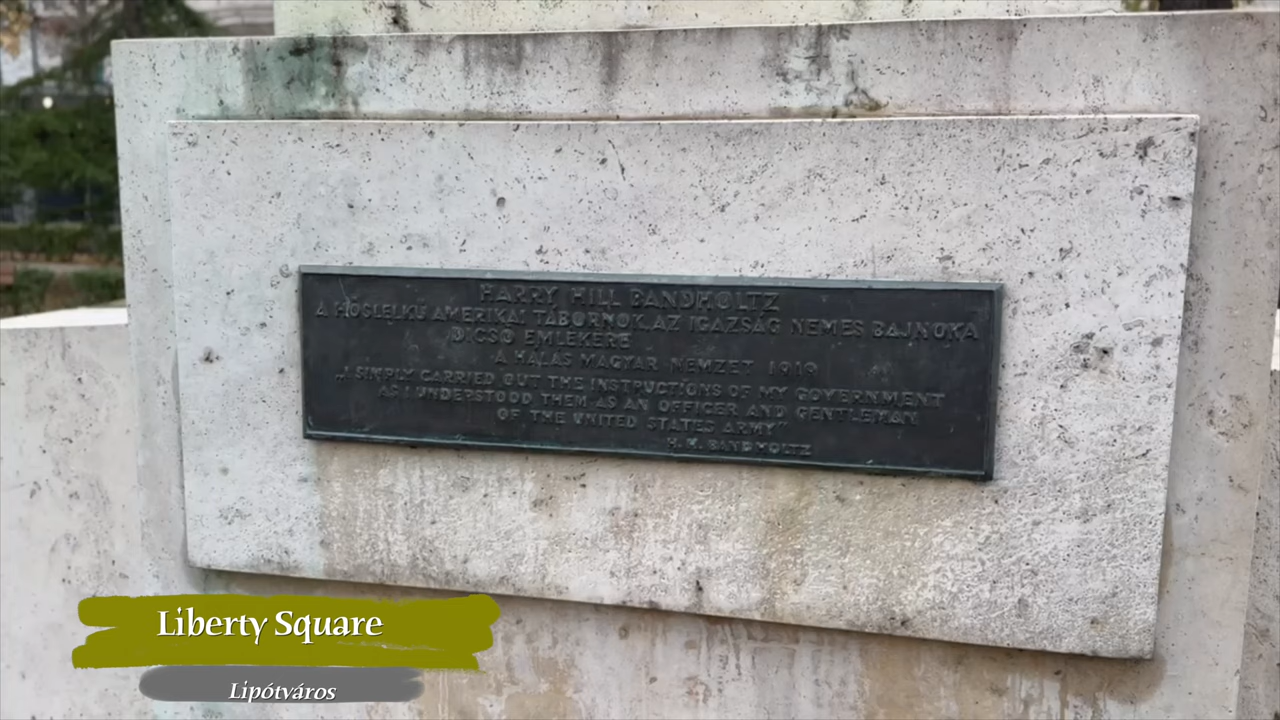 HARRY HILL BANDHOLTZ
A HŐSLELKÜ AMERIKAI TÁBORNOK, AZ IGAZSÁG NEMES BAJNOKA
DICSŐ EMLÉKÉRE
A HÁLÁS MAGYAR NEMZET 1919
„I SIMPLY CARRIED OUT THE INSTRUCTIONS OF MY GOVERNMENT
AS I UNDERSTOOD THEM AS AN OFFICER AND GENTLEMAN
OF THE UNITED STATES ARMY"
H. H. BANDHOLTZ
Liberty Square
Lipótváros